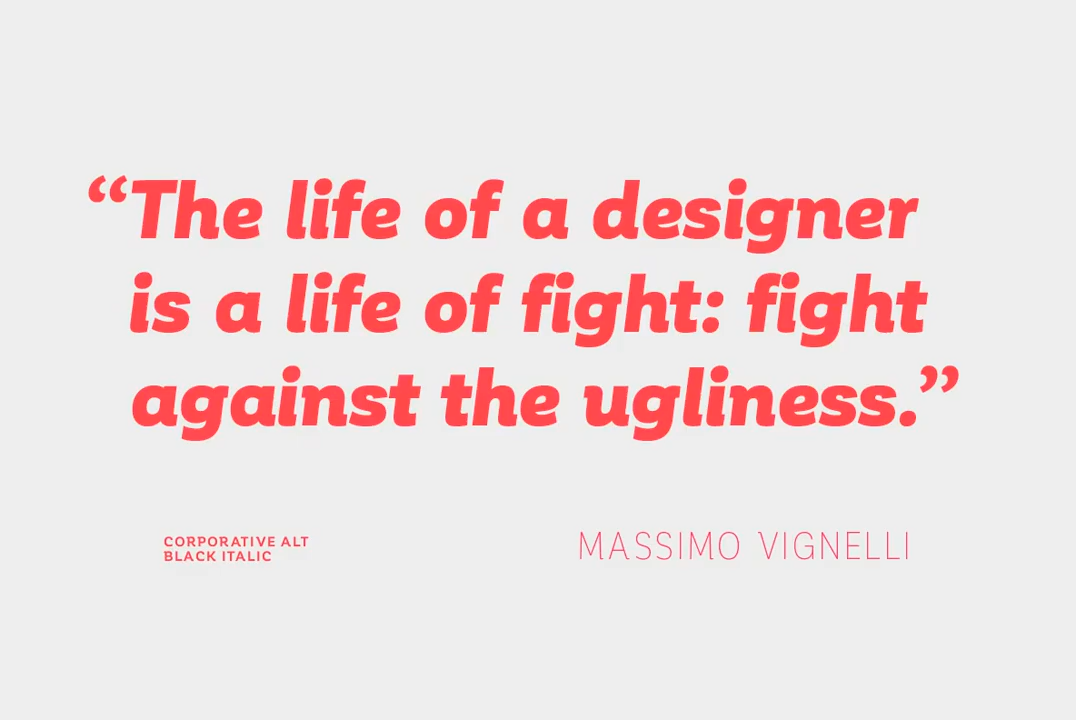 “The life of a designer
is a life of fight: fight
against the ugliness.”
CORPORATIVE ALT
BLACK ITALIC
MASSIMO VIGNELLI